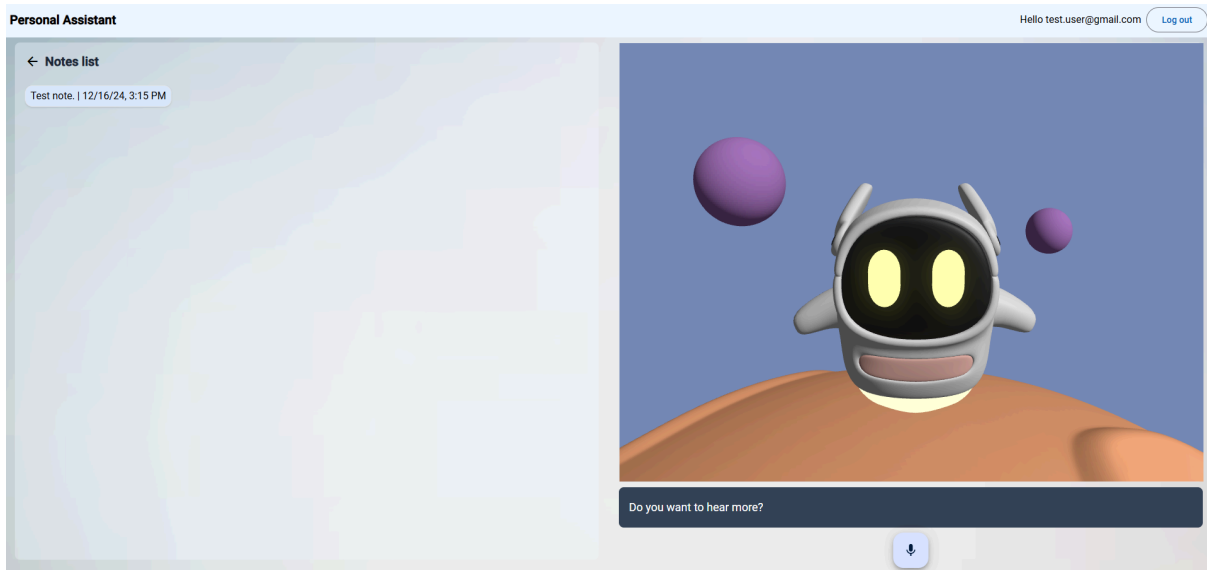 Personal Assistant
Hello test.user@gmail.com
Log out
Notes list
Test note. | 12/16/24, 3:15 PM
Do you want to hear more?